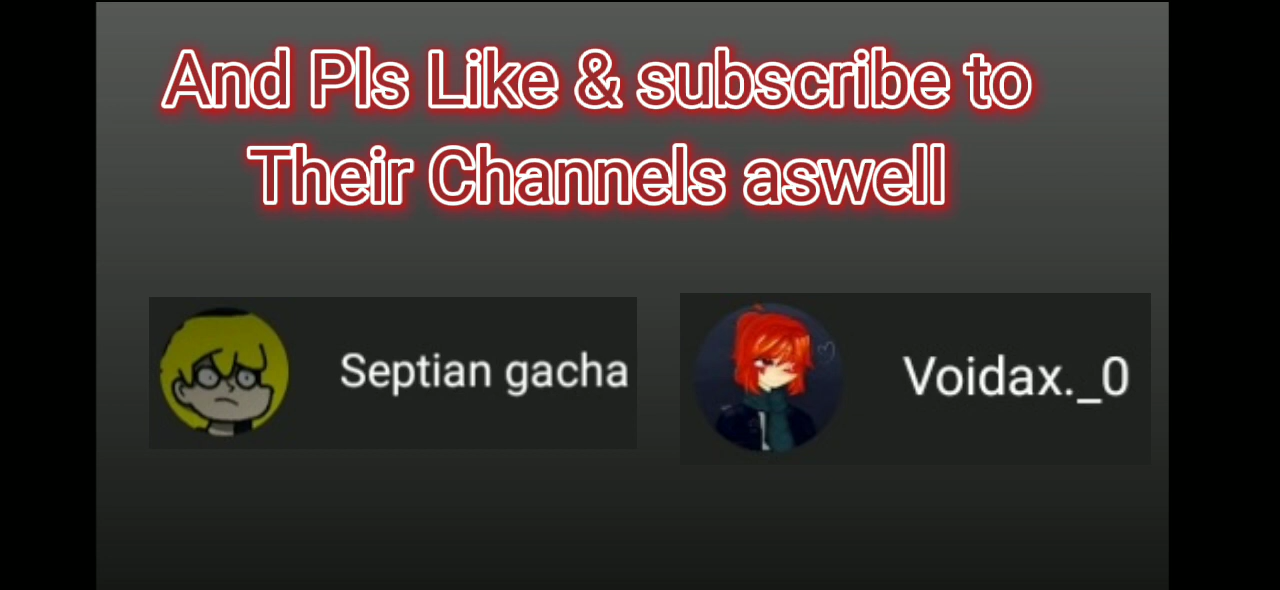 And Pls Like & subscribe to
Their Channels aswell
Septian gacha
Voidax._0